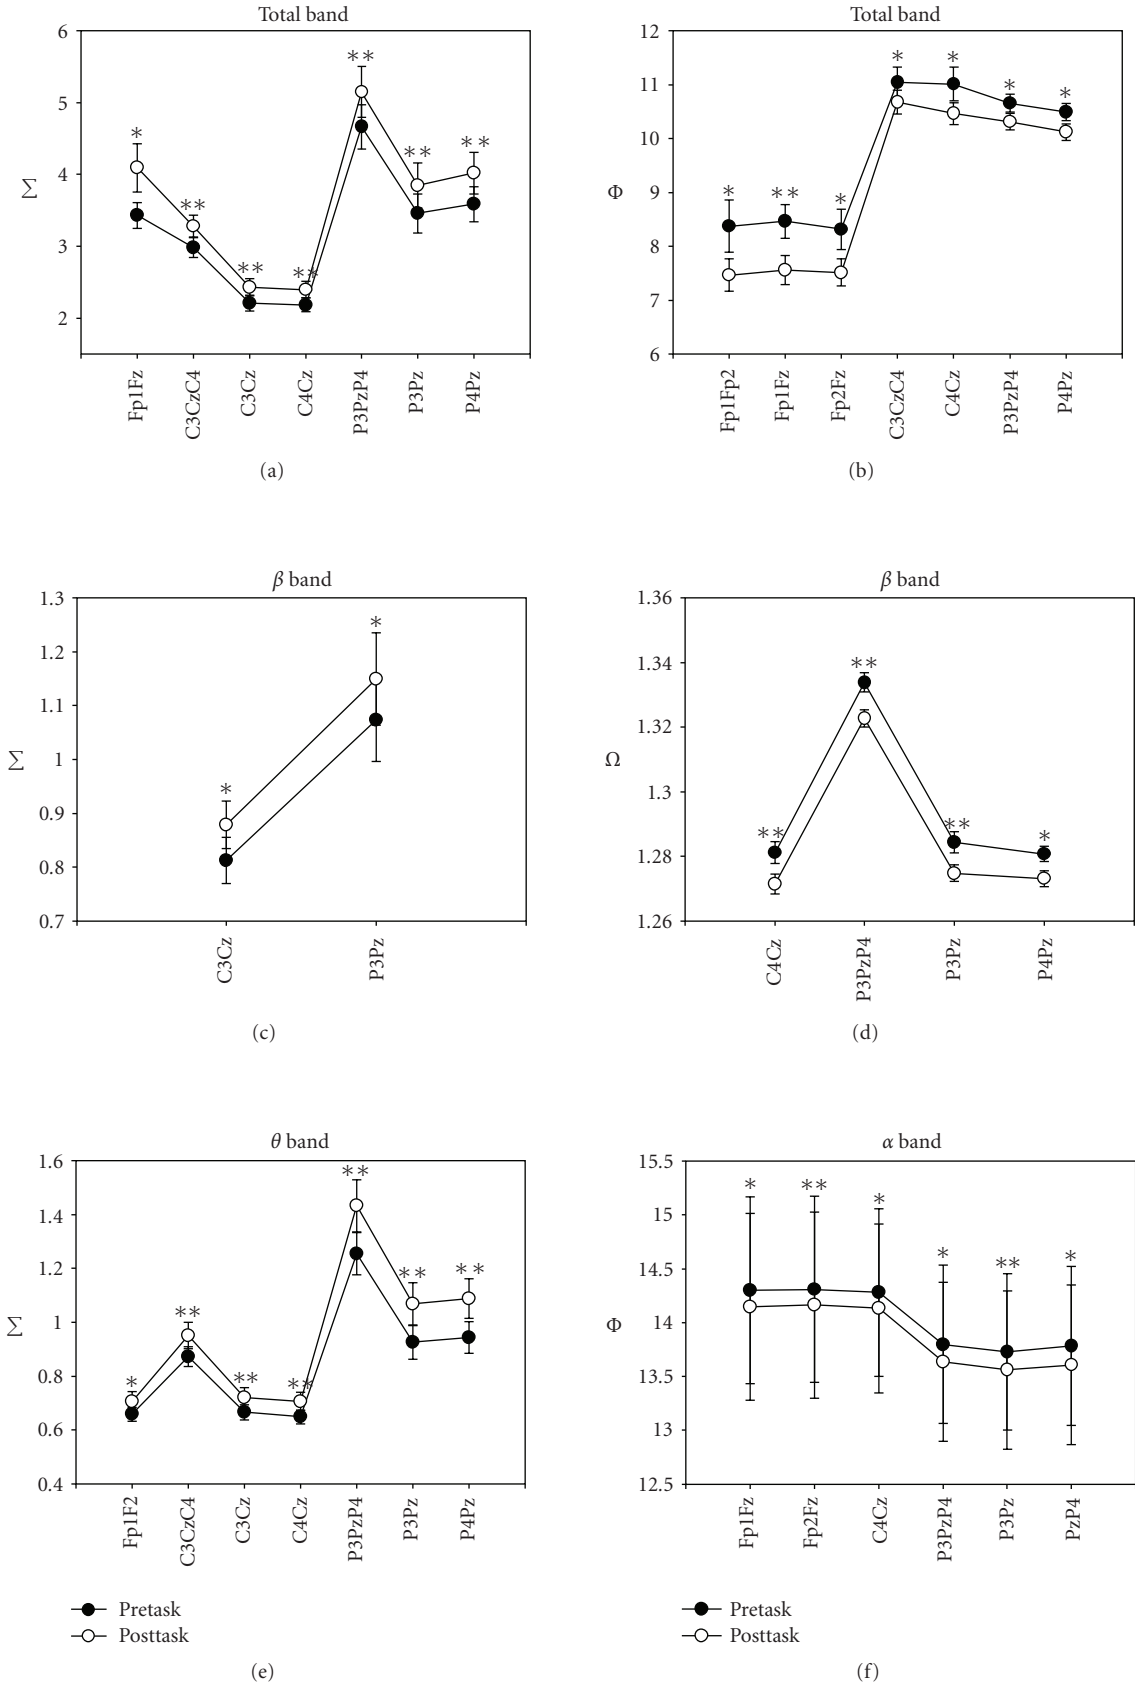 Total band
6
5
4
3
2
Σ
* ** ** ** ** ** **
Fp1Fz C3CzC4 C3Cz C4Cz P3PzP4 P3Pz P4Pz
(a)
Total band
12
11
10
9
8
7
6
Φ
* ** * * * * *
Fp1Fp2 Fp1Fz Fp2Fz C3CzC4 C4Cz P3PzP4 P4Pz
(b)
β band
1.3
1.2
1.1
1
0.9
0.8
0.7
Σ
* *
C3Cz P3Pz
(c)
β band
1.36
1.34
1.32
1.3
1.28
1.26
Ω
** ** ** *
C4Cz P3PzP4 P3Pz P4Pz
(d)
θ band
1.6
1.4
1.2
1
0.8
0.6
0.4
Σ
* ** ** ** ** ** **
Fp1F2 C3CzC4 C3Cz C4Cz P3PzP4 P3Pz P4Pz
Pretask
Posttask
(e)
α band
15.5
15
14.5
14
13.5
13
12.5
Φ
* ** * * ** *
Fp1Fz Fp2Fz C4Cz P3PzP4 P3Pz PzP4
Pretask
Posttask
(f)